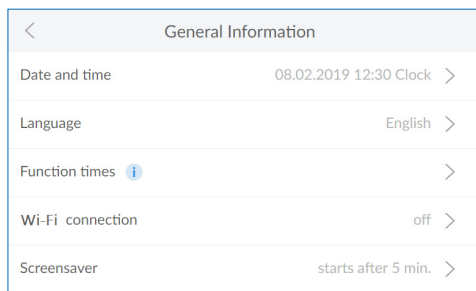 General Information
Date and time 08.02.2019 12:30 Clock
Language English
Function times i
Wi-Fi connection off
Screensaver starts after 5 min.